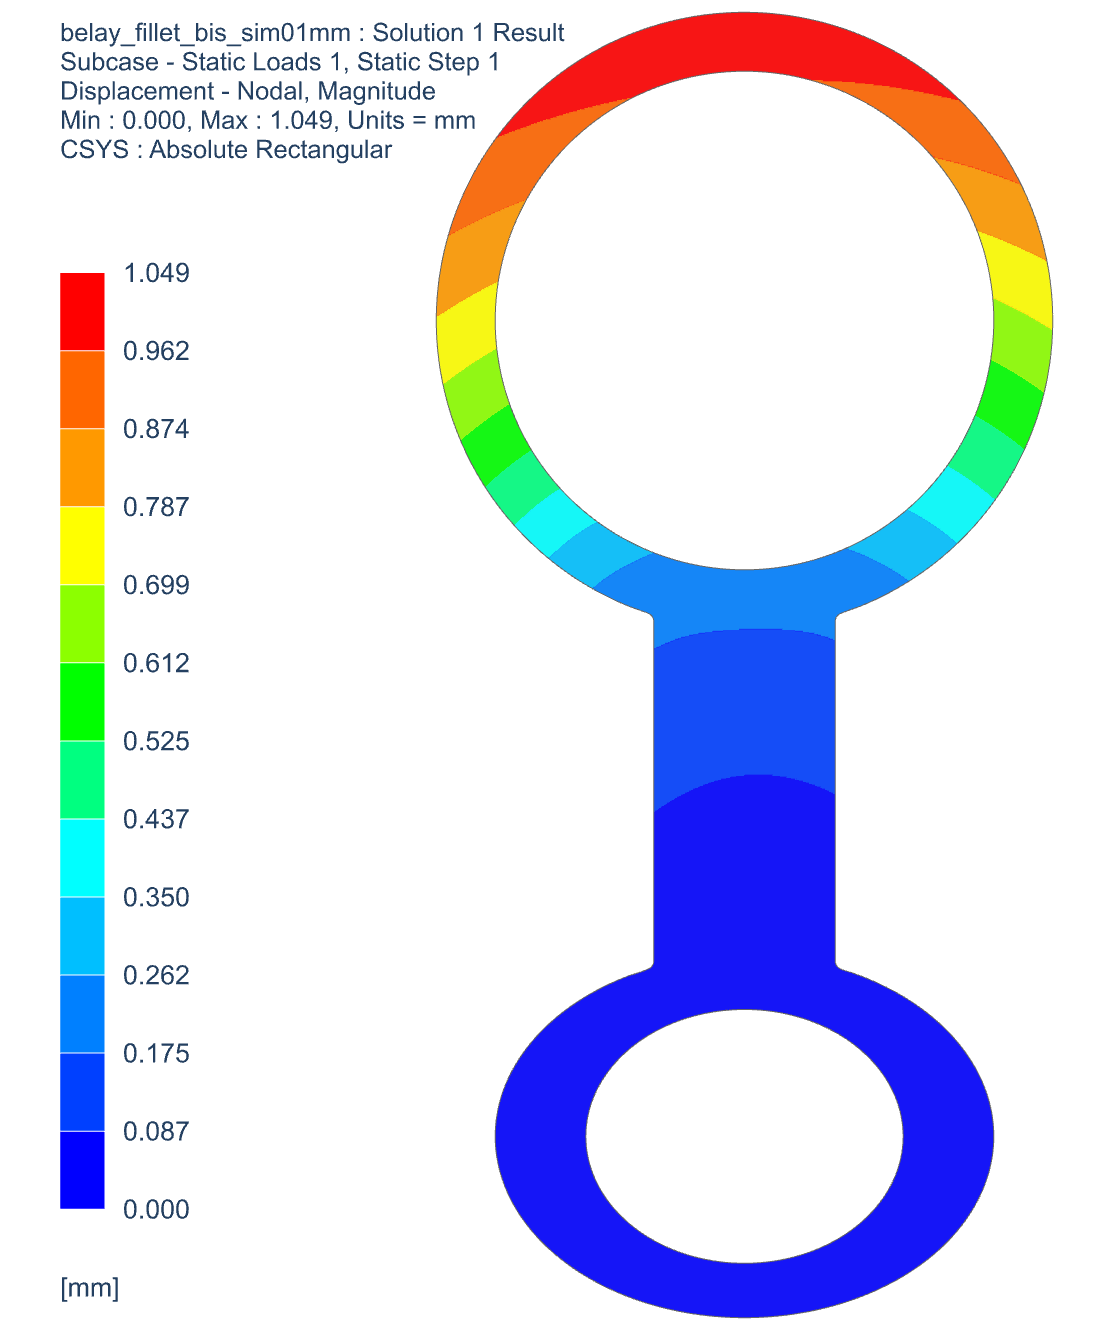 belay_fillet_bis_sim01mm : Solution 1 Result
Subcase - Static Loads 1, Static Step 1
Displacement - Nodal, Magnitude
Min : 0.000, Max : 1.049, Units = mm
CSYS : Absolute Rectangular
1.049
0.962
0.874
0.787
0.699
0.612
0.525
0.437
0.350
0.262
0.175
0.087
0.000
[mm]